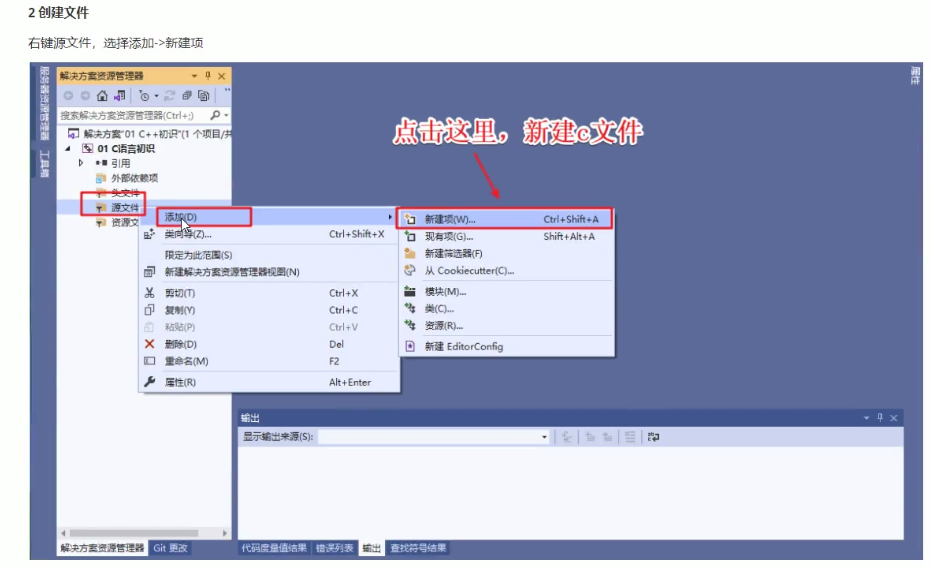 2 创建文件
右键源文件，选择添加->新建项
服务器资源管理器
工具箱
解决方案资源管理器
搜索解决方案资源管理器(Ctrl+;)
解决方案"01 C++初识"(1 个项目/共
01 C语言初识
引用
外部依赖项
头文件
源文件
资源文
点击这里，新建c文件
属性
添加(D)
类向导(Z)... Ctrl+Shift+X
限定为此范围(S)
新建解决方案资源管理器视图(N)
剪切(T) Ctrl+X
复制(Y) Ctrl+C
粘贴(P) Ctrl+V
删除(D) Del
重命名(M) F2
属性(R) Alt+Enter
新建项(W)... Ctrl+Shift+A
现有项(G)... Shift+Alt+A
新建筛选器(F)
从 Cookiecutter(C)...
模块(M)...
类(C)...
资源(R)...
新建 EditorConfig
输出
显示输出来源(S):
解决方案资源管理器 Git 更改
代码度量值结果 错误列表 输出 查找符号结果